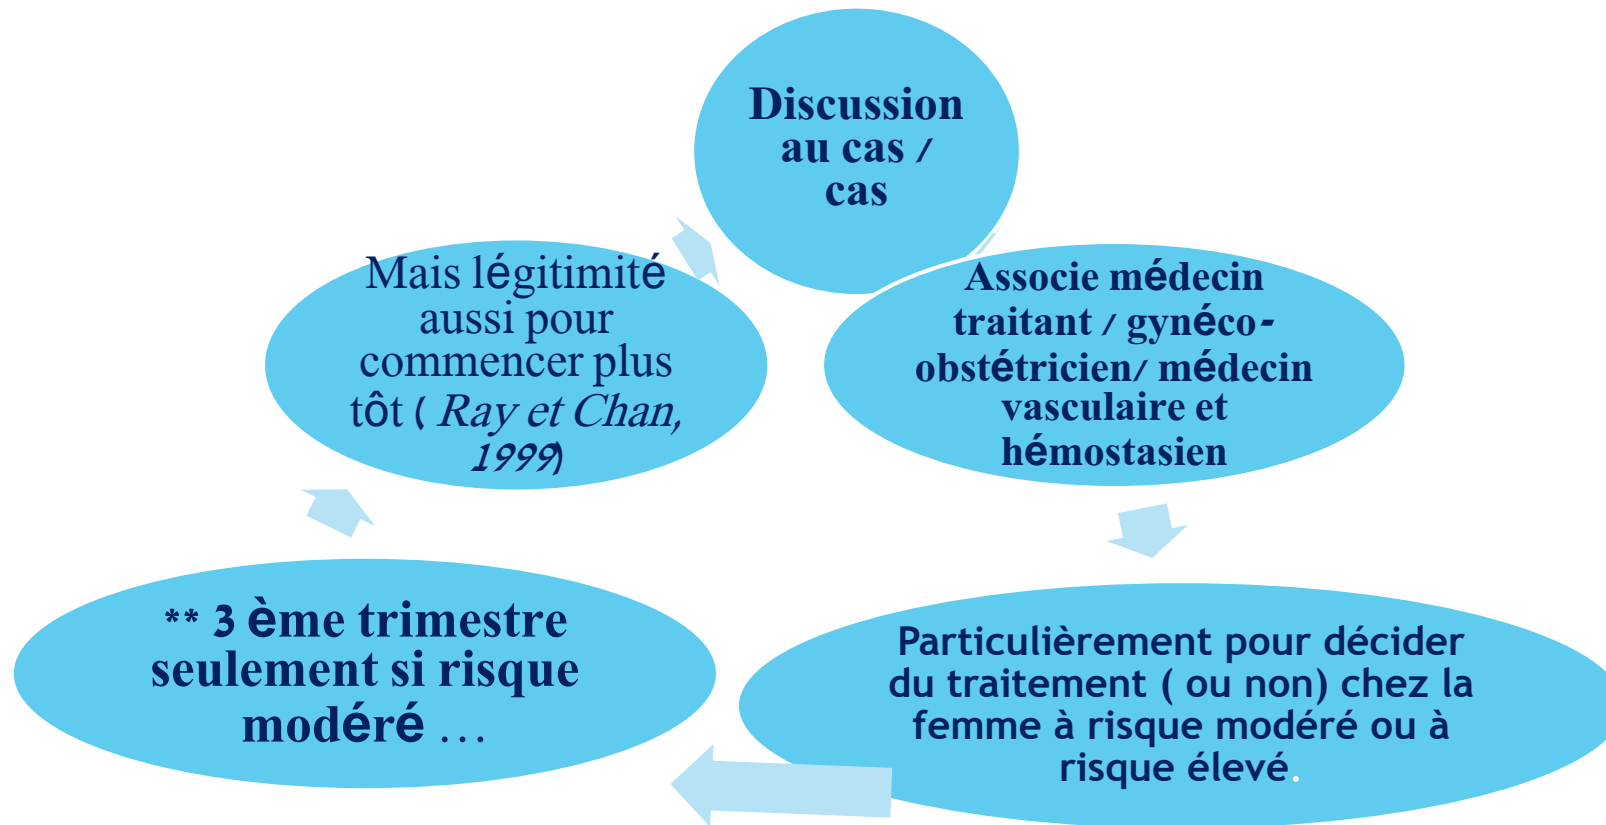 Discussion
au cas /
cas
Associe médecin
traitant / gynéco-
obstétricien/ médecin
vasculaire et
hémostasien
Particulièrement pour décider
du traitement ( ou non) chez la
femme à risque modéré ou à
risque élevé.
** 3 ème trimestre
seulement si risque
modéré …
Mais légitimité
aussi pour
commencer plus
tôt ( Ray et Chan,
1999)